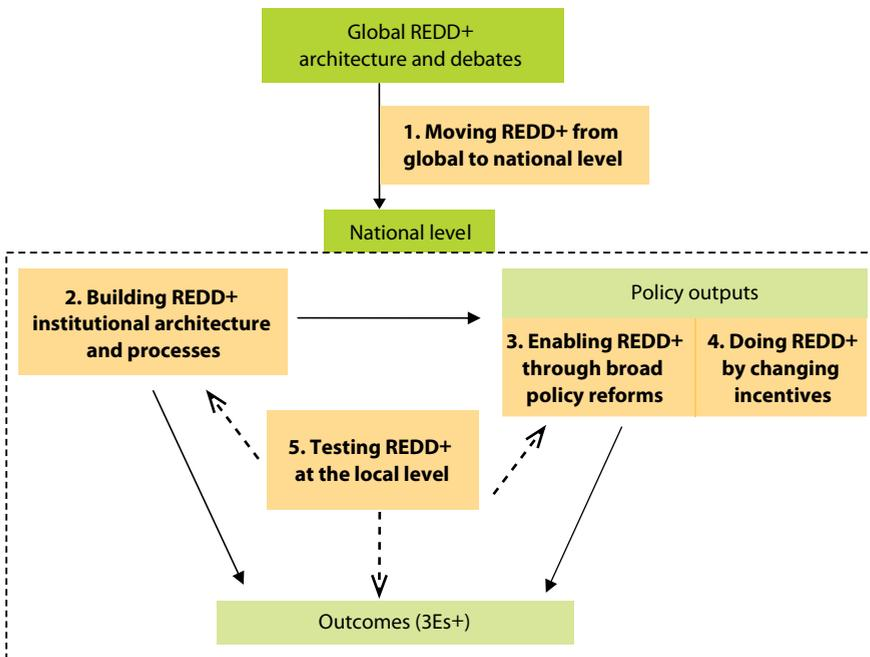 Global REDD+
architecture and debates
1. Moving REDD+ from
global to national level
National level
2. Building REDD+
institutional architecture
and processes
Policy outputs
3. Enabling REDD+
through broad
policy reforms
4. Doing REDD+
by changing
incentives
5. Testing REDD+
at the local level
Outcomes (3Es+)